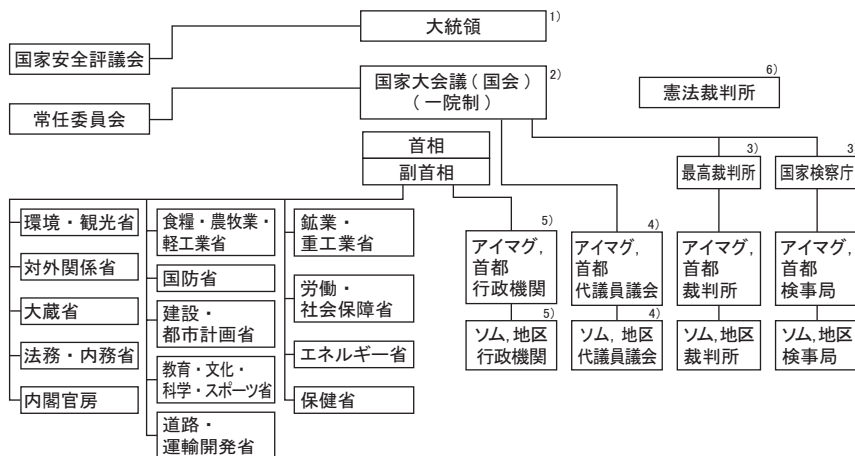 大統領
1)
国家安全評議会
国家大会議(国会)
(一院制)
2)
常任委員会
憲法裁判所
6)
首相
副首相
最高裁判所
3)
国家検察庁
3
環境・観光省
対外関係省
大蔵省
法務・内務省
内閣官房
食糧・農牧業・
軽工業省
国防省
建設・
都市計画省
教育・文化・
科学・スポーツ省
道路・
運輸開発省
鉱業・
重工業省
労働・
社会保障省
エネルギー省
保健省
5)
アイマグ,
首都
行政機関
5)
ソム,地区
行政機関
4)
アイマグ,
首都
代議員議会
4)
ソム,地区
代議員議会
アイマグ,
首都
裁判所
ソム,地区
裁判所
アイマグ,
首都
検事局
ソム,地区
検事局